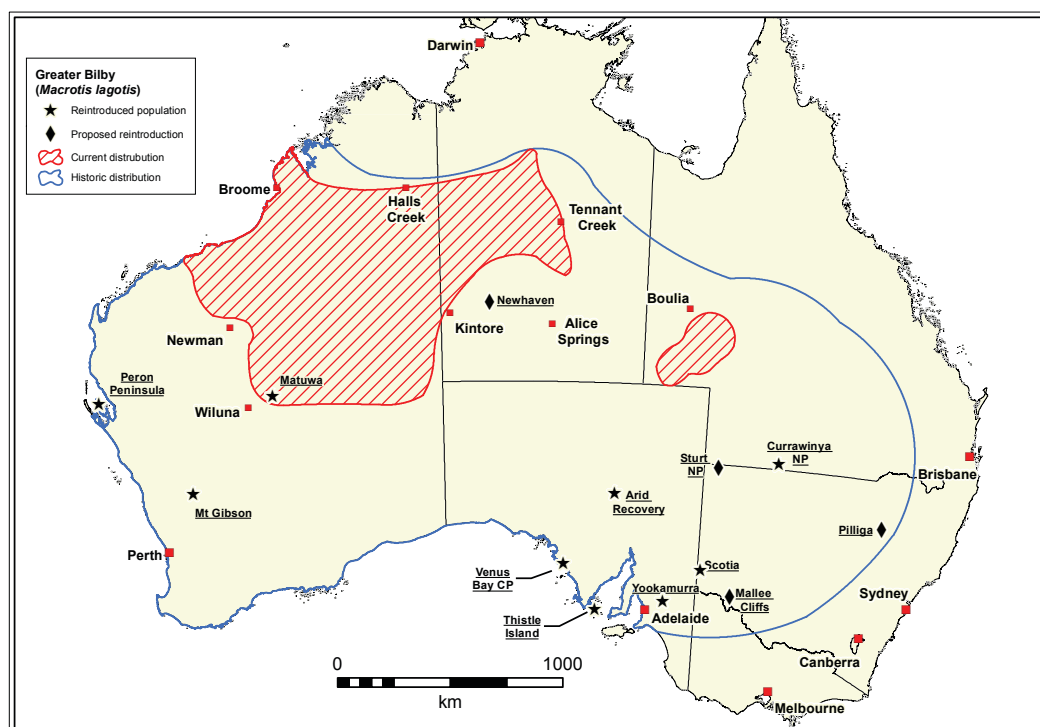 Darwin
Greater Bilby
(Macrotis lagotis)
Reintroduced population
Proposed reintroduction
Current distrubution
Historic distribution
Broome
Halls
Creek
Tennant
Creek
Newhaven
Boulia
Kintore
Alice
Springs
Newman
Peron
Peninsula
Matuwa
Wiluna
Currawinya
NP
Sturt
NP
Brisbane
Arid
Recovery
Mt Gibson
Pilliga
Perth
Venus
Bay CP
Scotia
Yookamurra
Mallee
Cliffs
Sydney
Thistle
Island
Adelaide
Canberra
0 1000
km
Melbourne